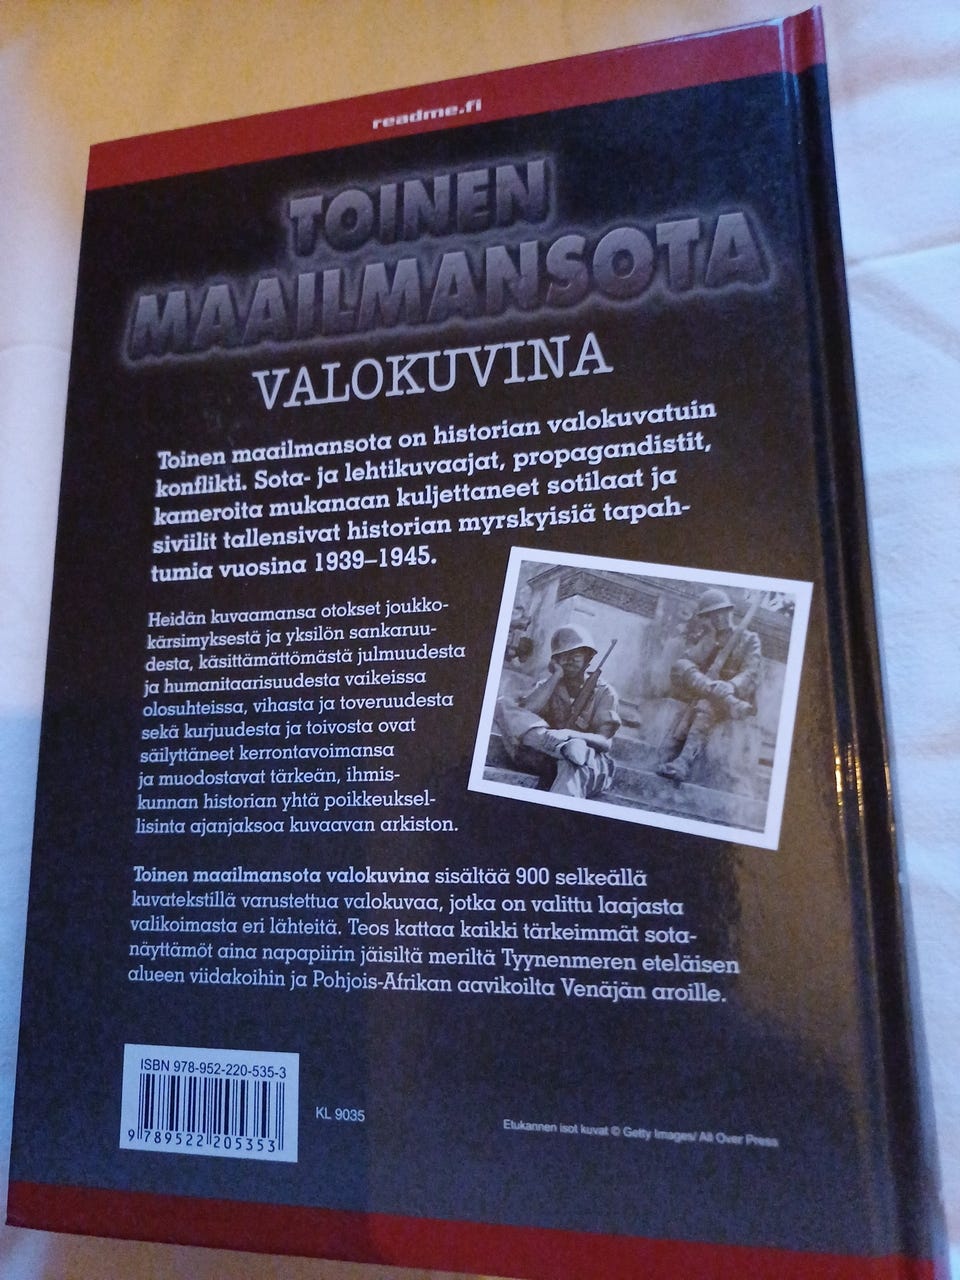 readme.fi
TOINEN
MAAILMANSOTA
VALOKUVINA
Toinen maailmansota on historian valokuvatuin
konflikti. Sota- ja lehtikuvaajat, propagandistit,
kameroita mukanaan kuljettaneet sotilaat ja
siviilit tallensivat historian myrskyisiä tapah-
tumia vuosina 1939–1945.
Heidän kuvaamansa otokset joukko-
kärsimyksestä ja yksilön sankaruu-
desta, käsittämättömästä julmuudesta
ja humanitaarisuudesta vaikeissa
olosuhteissa, vihasta ja toveruudesta
sekä kurjuudesta ja toivosta ovat
säilyttäneet kerrontavoimansa
ja muodostavat tärkeän, ihmis-
kunnan historian yhtä poikkeuksel-
lisinta ajanjaksoa kuvaavan arkiston.
Toinen maailmansota valokuvina sisältää 900 selkeällä
kuvatekstillä varustettua valokuvaa, jotka on valittu laajasta
valikoimasta eri lähteitä. Teos kattaa kaikki tärkeimmät sota-
näyttämöt aina napapiirin jäisiltä meriltä Tyynenmeren eteläisen
alueen viidakoihin ja Pohjois-Afrikan aavikoilta Venäjän aroille.
ISBN 978-952-220-535-3
9 789522 205353
KL 9035
Etukannen isot kuvat © Getty Images/ All Over Press